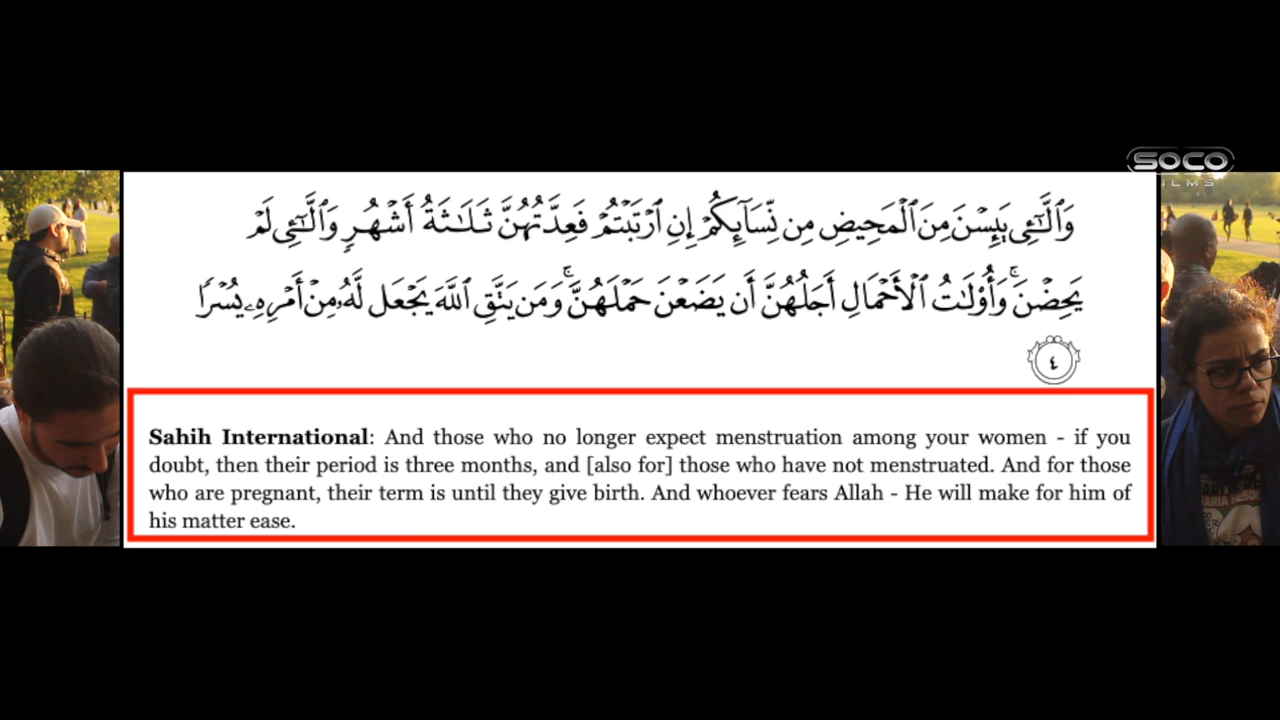 SOCO
وَٱلَّـٰٓـِٔى يَئِسْنَ مِنَ ٱلْمَحِيضِ مِن نِّسَآئِكُمْ إِنِ ٱرْتَبْتُمْ فَعِدَّتُهُنَّ ثَلَـٰثَةُ أَشْهُرٍ وَٱلَّـٰٓـِٔى لَمْ
يَحِضْنَ ۚ وَأُو۟لَـٰتُ ٱلْأَحْمَالِ أَجَلُهُنَّ أَن يَضَعْنَ حَمْلَهُنَّ ۚ وَمَن يَتَّقِ ٱللَّهَ يَجْعَل لَّهُۥ مِنْ أَمْرِهِۦ يُسْرًا
٤
Sahih International: And those who no longer expect menstruation among your women - if you
doubt, then their period is three months, and [also for] those who have not menstruated. And for those
who are pregnant, their term is until they give birth. And whoever fears Allah - He will make for him of
his matter ease.